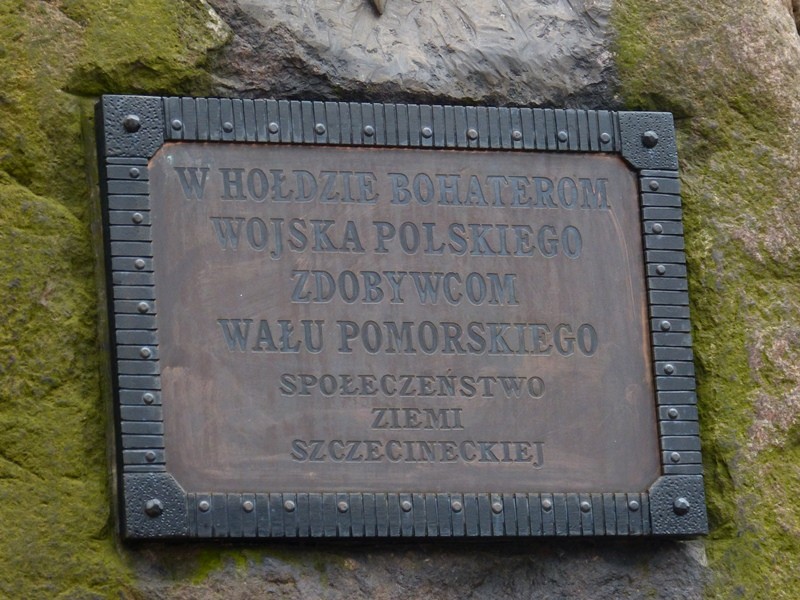 W HOŁDZIE BOHATEROM
WOJSKA POLSKIEGO
ZDOBYWCOM
WAŁU POMORSKIEGO
SPOŁECZEŃSTWO
ZIEMI
SZCZECINECKIEJ